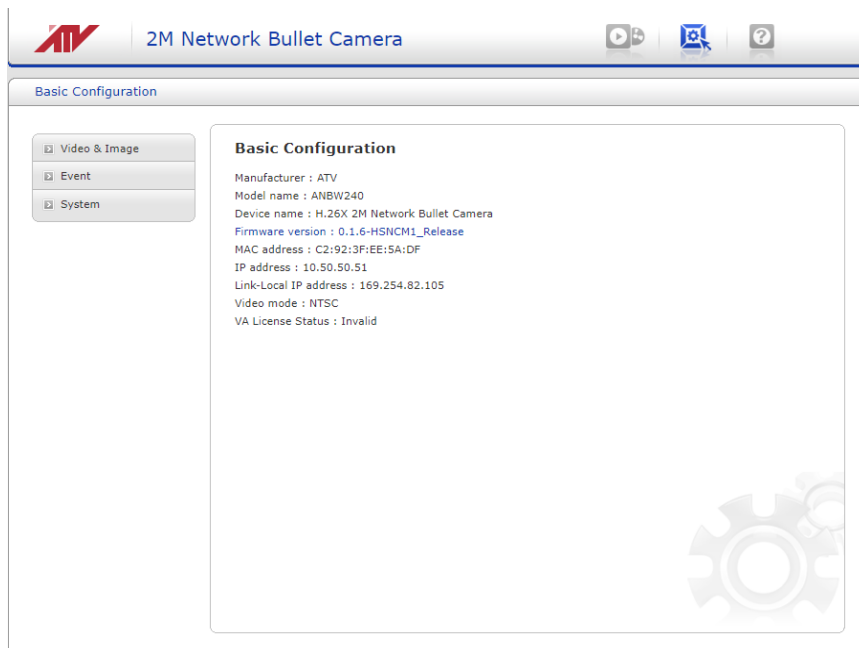 ATV
2M Network Bullet Camera
?
Basic Configuration
Video & Image
Event
System
Basic Configuration
Manufacturer : ATV
Model name : ANBW240
Device name : H.26X 2M Network Bullet Camera
Firmware version : 0.1.6-HSNCM1_Release
MAC address : C2:92:3F:EE:5A:DF
IP address : 10.50.50.51
Link-Local IP address : 169.254.82.105
Video mode : NTSC
VA License Status : Invalid